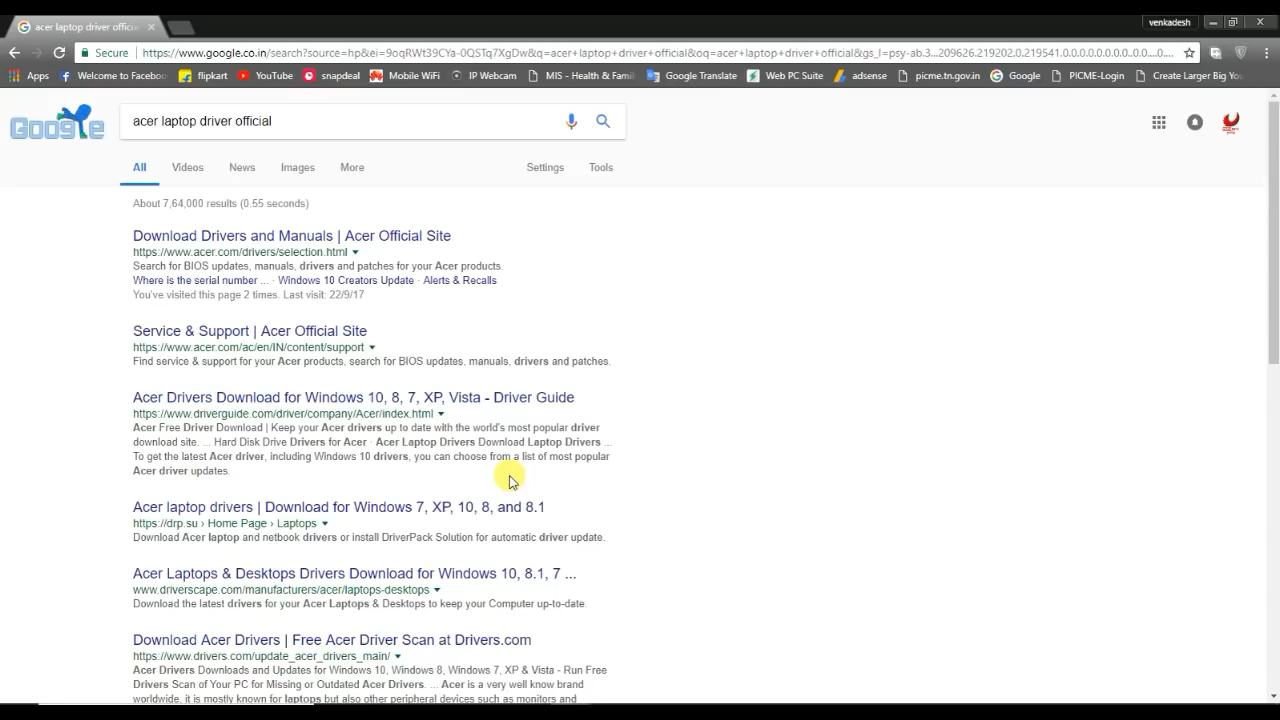 acer laptop driver officia
venkadesh
Secure
https://www.google.co.in/search?source=hp&ei=9oqRWt39CYa-0QSTq7XgDw&q=acer+laptop+driver+official&oq=acer+laptop+driver+official&gs_l=psy-ab.3...209626.219202.0.219541.0.0.0.0.0.0.0.0..0.0....0....
Apps
Welcome to Faceboo
flipkart
YouTube
snapdeal
Mobile WiFi
IP Webcam
MIS - Health & Fami
Google Translate
Web PC Suite
adsense
picme.tn.gov.in
Google
PICME-Login
Create Larger Big Yo
Google
acer laptop driver official
All
Videos
News
Images
More
Settings
Tools
About 7,64,000 results (0.55 seconds)
Download Drivers and Manuals | Acer Official Site
https://www.acer.com/drivers/selection.html
Search for BIOS updates, manuals, drivers and patches for your Acer products.
Where is the serial number ... · Windows 10 Creators Update · Alerts & Recalls
You've visited this page 2 times. Last visit: 22/9/17
Service & Support | Acer Official Site
https://www.acer.com/ac/en/IN/content/support
Find service & support for your Acer products, search for BIOS updates, manuals, drivers and patches.
Acer Drivers Download for Windows 10, 8, 7, XP, Vista - Driver Guide
https://www.driverguide.com/driver/company/Acer/index.html
Acer Free Driver Download | Keep your Acer drivers up to date with the world's most popular driver
download site. ... Hard Disk Drive Drivers for Acer · Acer Laptop Drivers Download Laptop Drivers ...
To get the latest Acer driver, including Windows 10 drivers, you can choose from a list of most popular
Acer driver updates.
Acer laptop drivers | Download for Windows 7, XP, 10, 8, and 8.1
https://drp.su › Home Page › Laptops
Download Acer laptop and netbook drivers or install DriverPack Solution for automatic driver update.
Acer Laptops & Desktops Drivers Download for Windows 10, 8.1, 7 ...
www.driverscape.com/manufacturers/acer/laptops-desktops
Download the latest drivers for your Acer Laptops & Desktops to keep your Computer up-to-date.
Download Acer Drivers | Free Acer Driver Scan at Drivers.com
https://www.drivers.com/update_acer_drivers_main/
Acer Drivers Downloads and Updates for Windows 10, Windows 8, Windows 7, XP & Vista - Run Free
Drivers Scan of Your PC for Missing or Outdated Acer Drivers. ... Acer is a very well know brand
worldwide, it is mostly known for laptops but also other peripheral devices such as monitors and